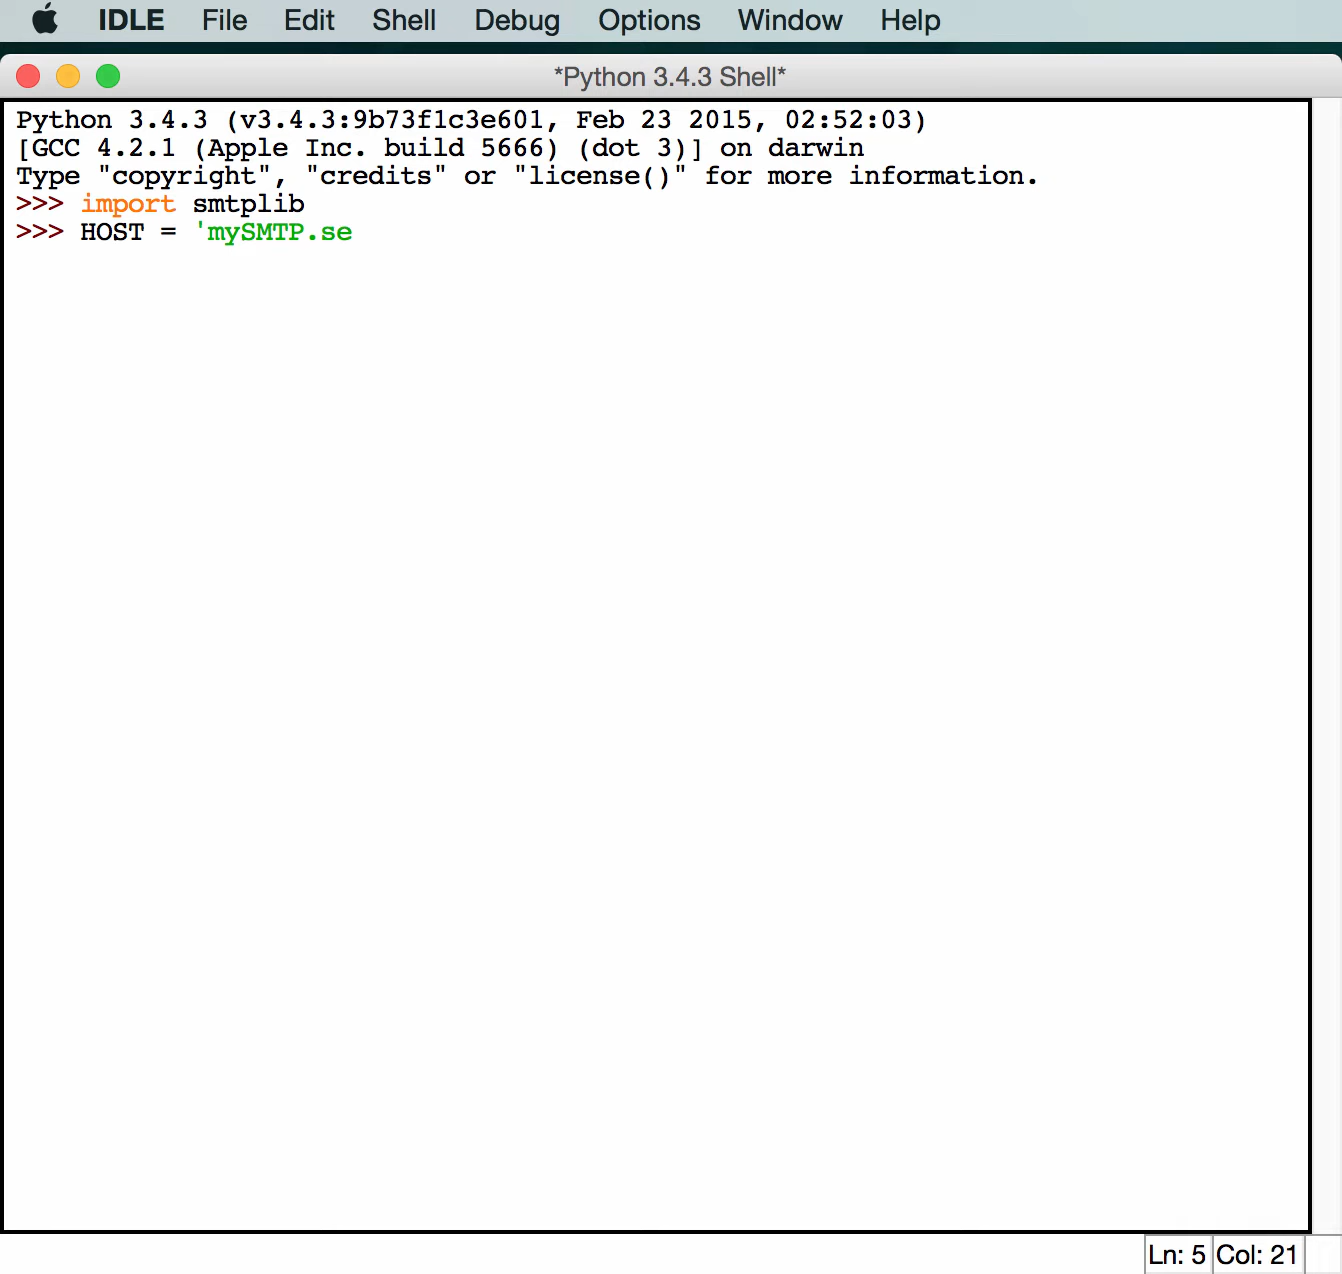 IDLE File Edit Shell Debug Options Window Help
*Python 3.4.3 Shell*
Python 3.4.3 (v3.4.3:9b73f1c3e601, Feb 23 2015, 02:52:03)
[GCC 4.2.1 (Apple Inc. build 5666) (dot 3)] on darwin
Type "copyright", "credits" or "license()" for more information.
>>> import smtplib
>>> HOST = 'mySMTP.se
Ln: 5 Col: 21